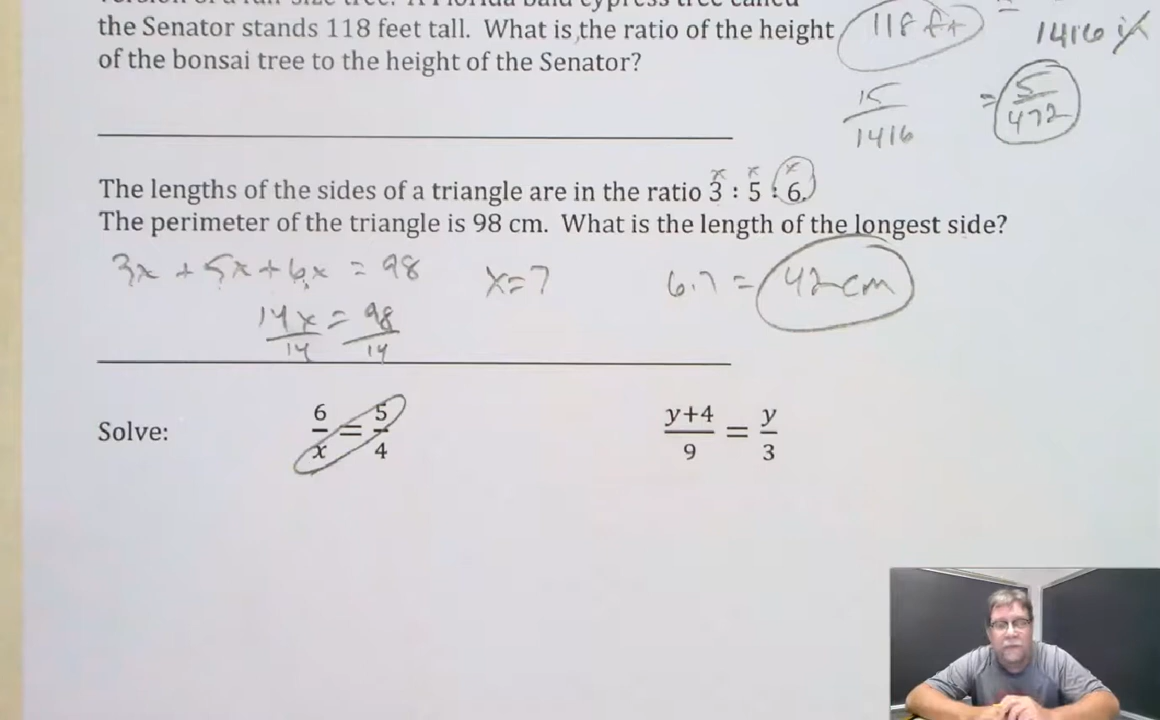 the Senator stands 118 feet tall. What is the ratio of the height
118 ft
=
1416 in
of the bonsai tree to the height of the Senator?
15/1416 = 5/472
x x x
The lengths of the sides of a triangle are in the ratio 3 : 5 : 6.
The perimeter of the triangle is 98 cm. What is the length of the longest side?
3x + 5x + 6x = 98
x=7
6.7 = 42cm
14x = 98
14 14
Solve:
6/x = 5/4
y+4/9 = y/3